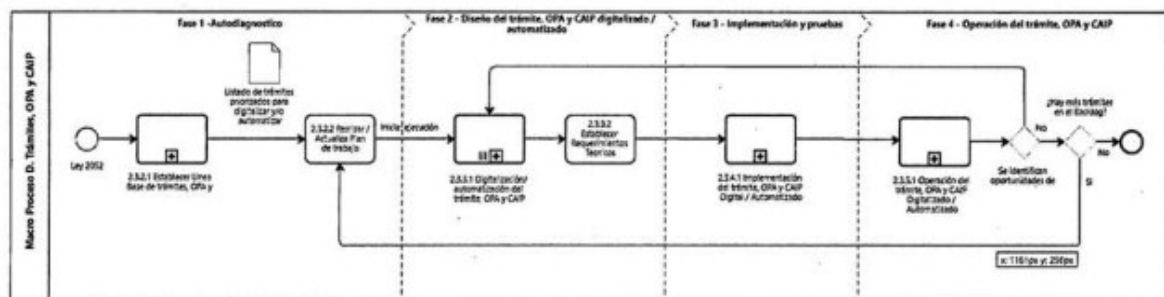 Macro Proceso D. Trámites, OPA y CAIP
Fase 1 -Autodiagnostico
Fase 2 - Diseño del trámite, OPA y CAIP digitalizado /
automatizado
Fase 3 - Implementación y pruebas
Fase 4 - Operación del trámite, OPA y CAIP
Listado de trámites
priorizados para
digitalizar y/o
automatizar
Ley 2052
2.3.2.1 Establecer Línea
Base de trámites, OPA y
2.3.2.2 Realizar /
Actualiza Plan
de trabajo
Iniciar ejecución
2.3.3.1 Digitalización/
automatización del
trámite, OPA y CAIP
2.3.3.2
Establecer
Requerimientos
Técnicos
2.3.4.1 Implementación
del trámite, OPA y CAIP
Digital / Automatizado
2.3.5.1 Operación del
trámite, OPA y CAIP
Digitalizado /
Automatizado
No
Se identifican
oportunidades de
¿Hay más trámites
en el Backlog?
No
Si
x: 1161px y: 256px